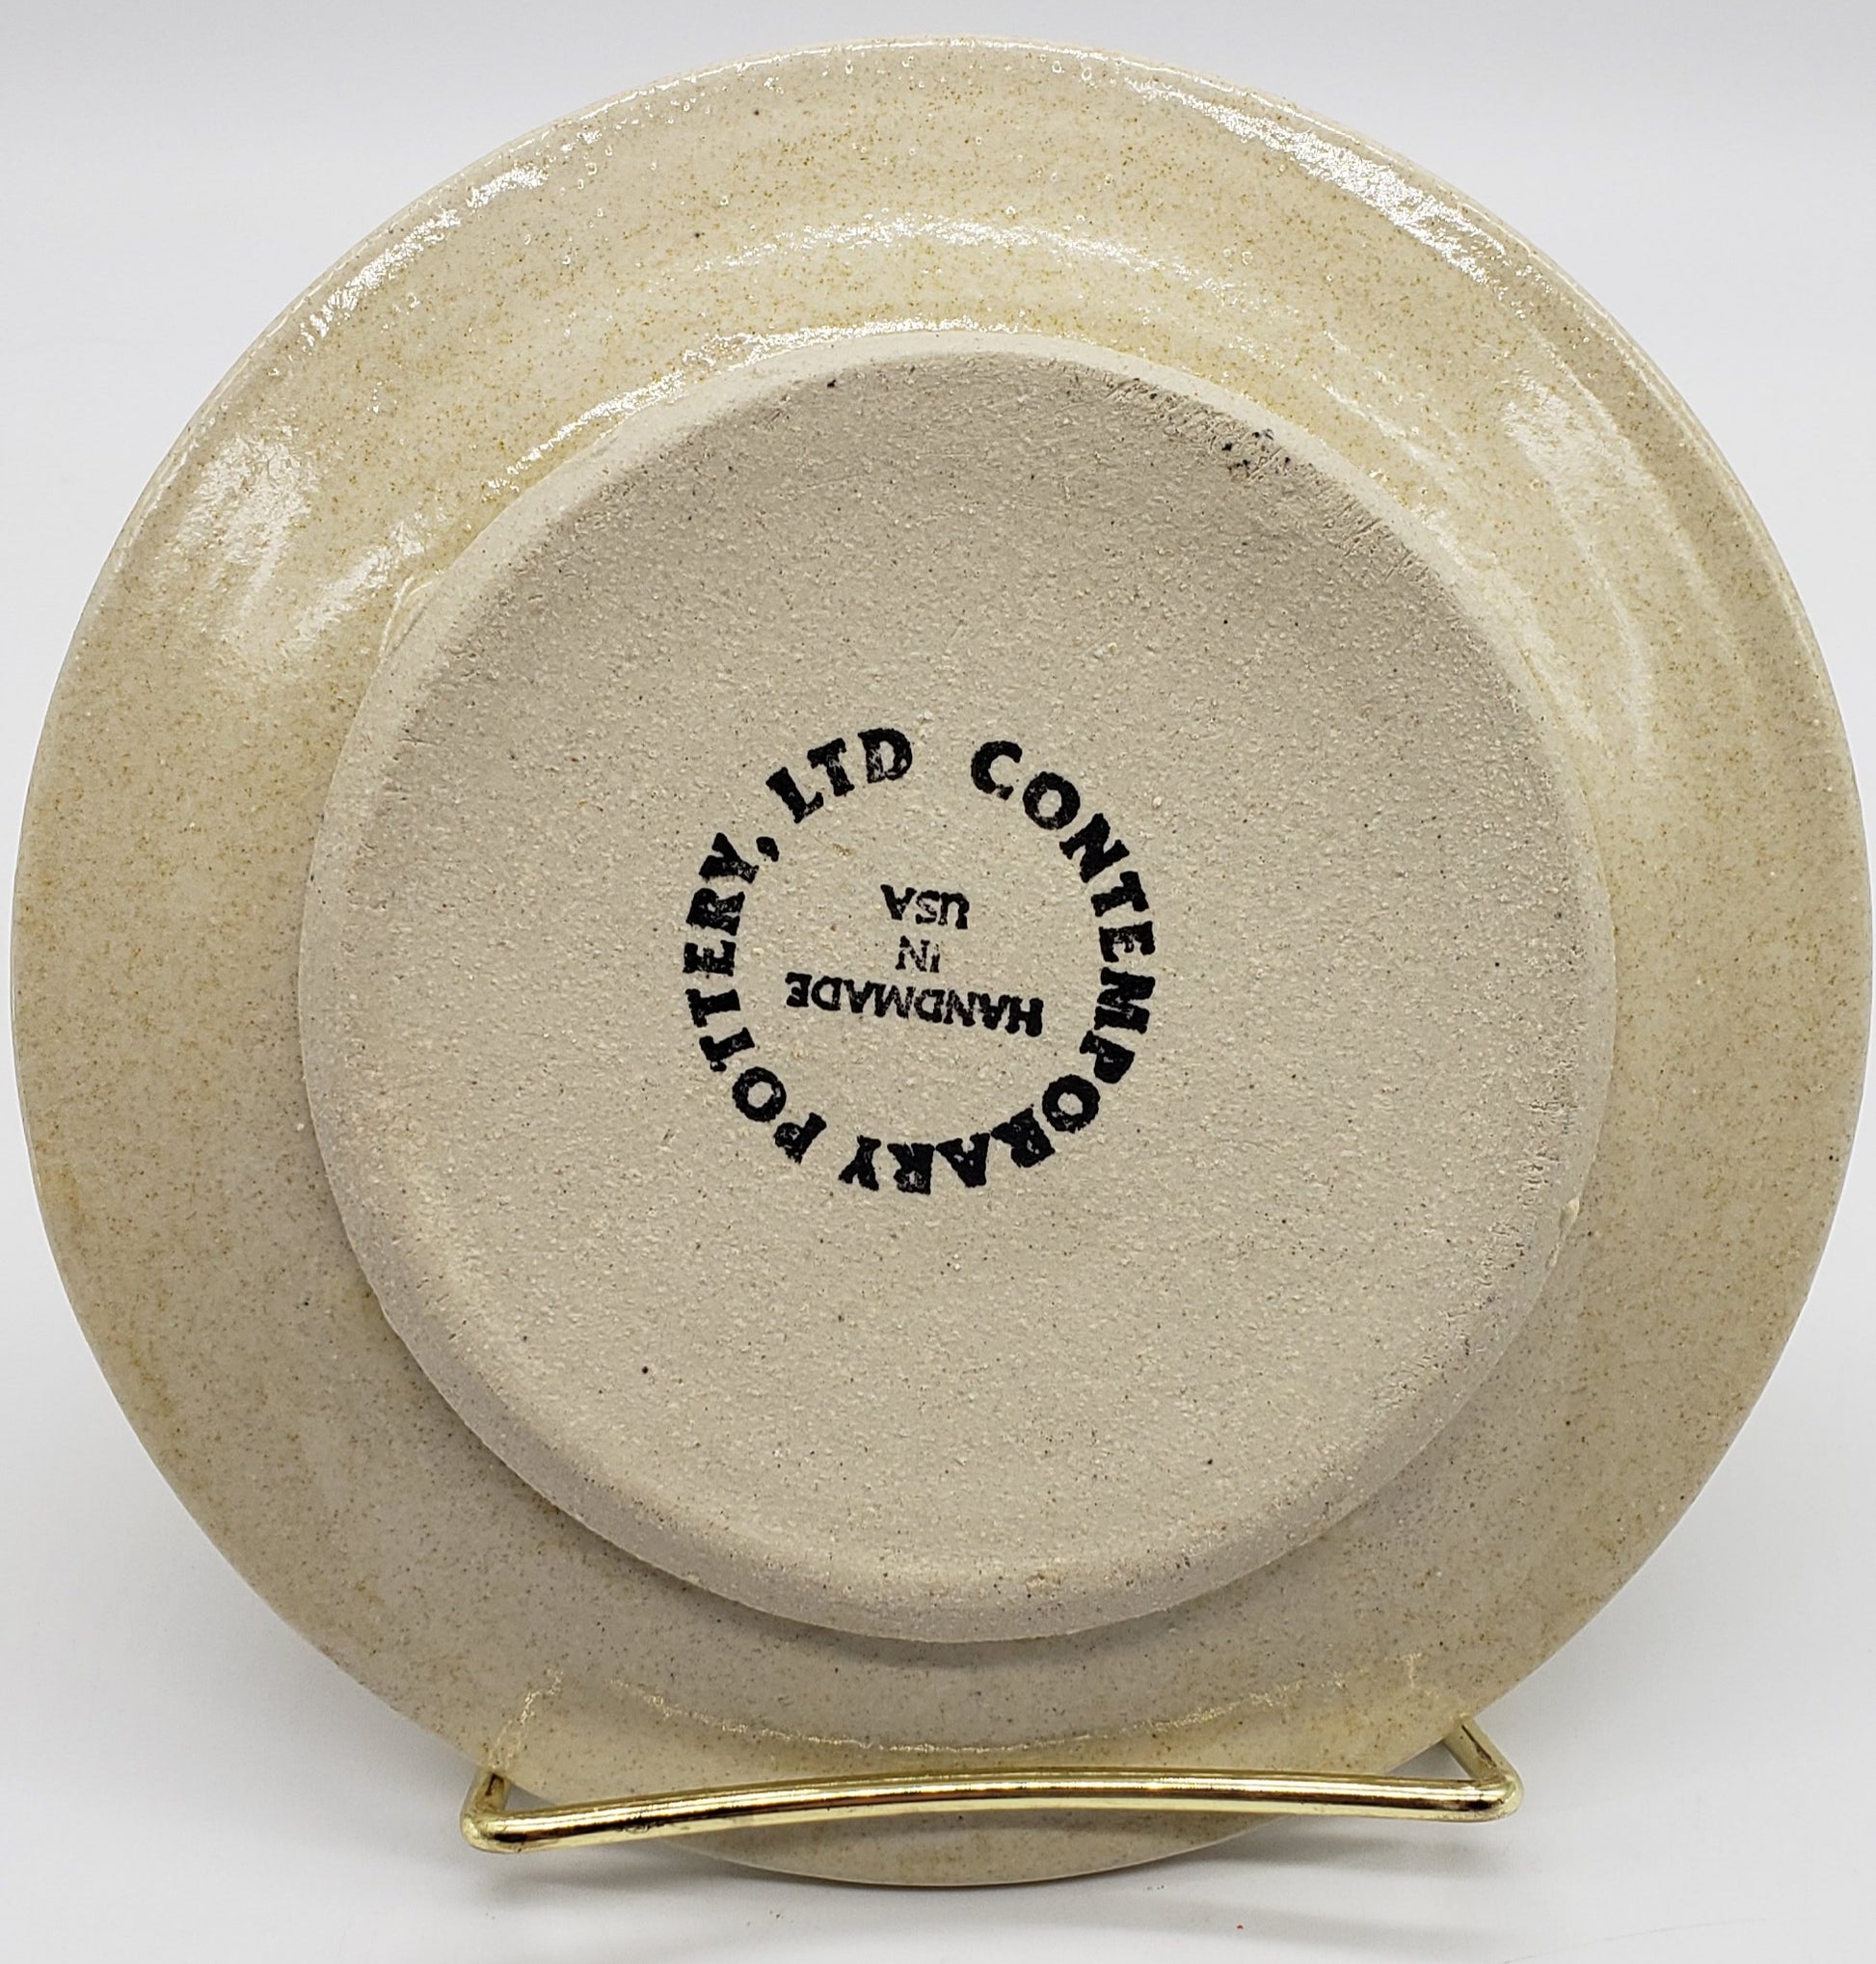 CONTEMPORARY POTTERY, LTD
HANDMADE
IN
USA